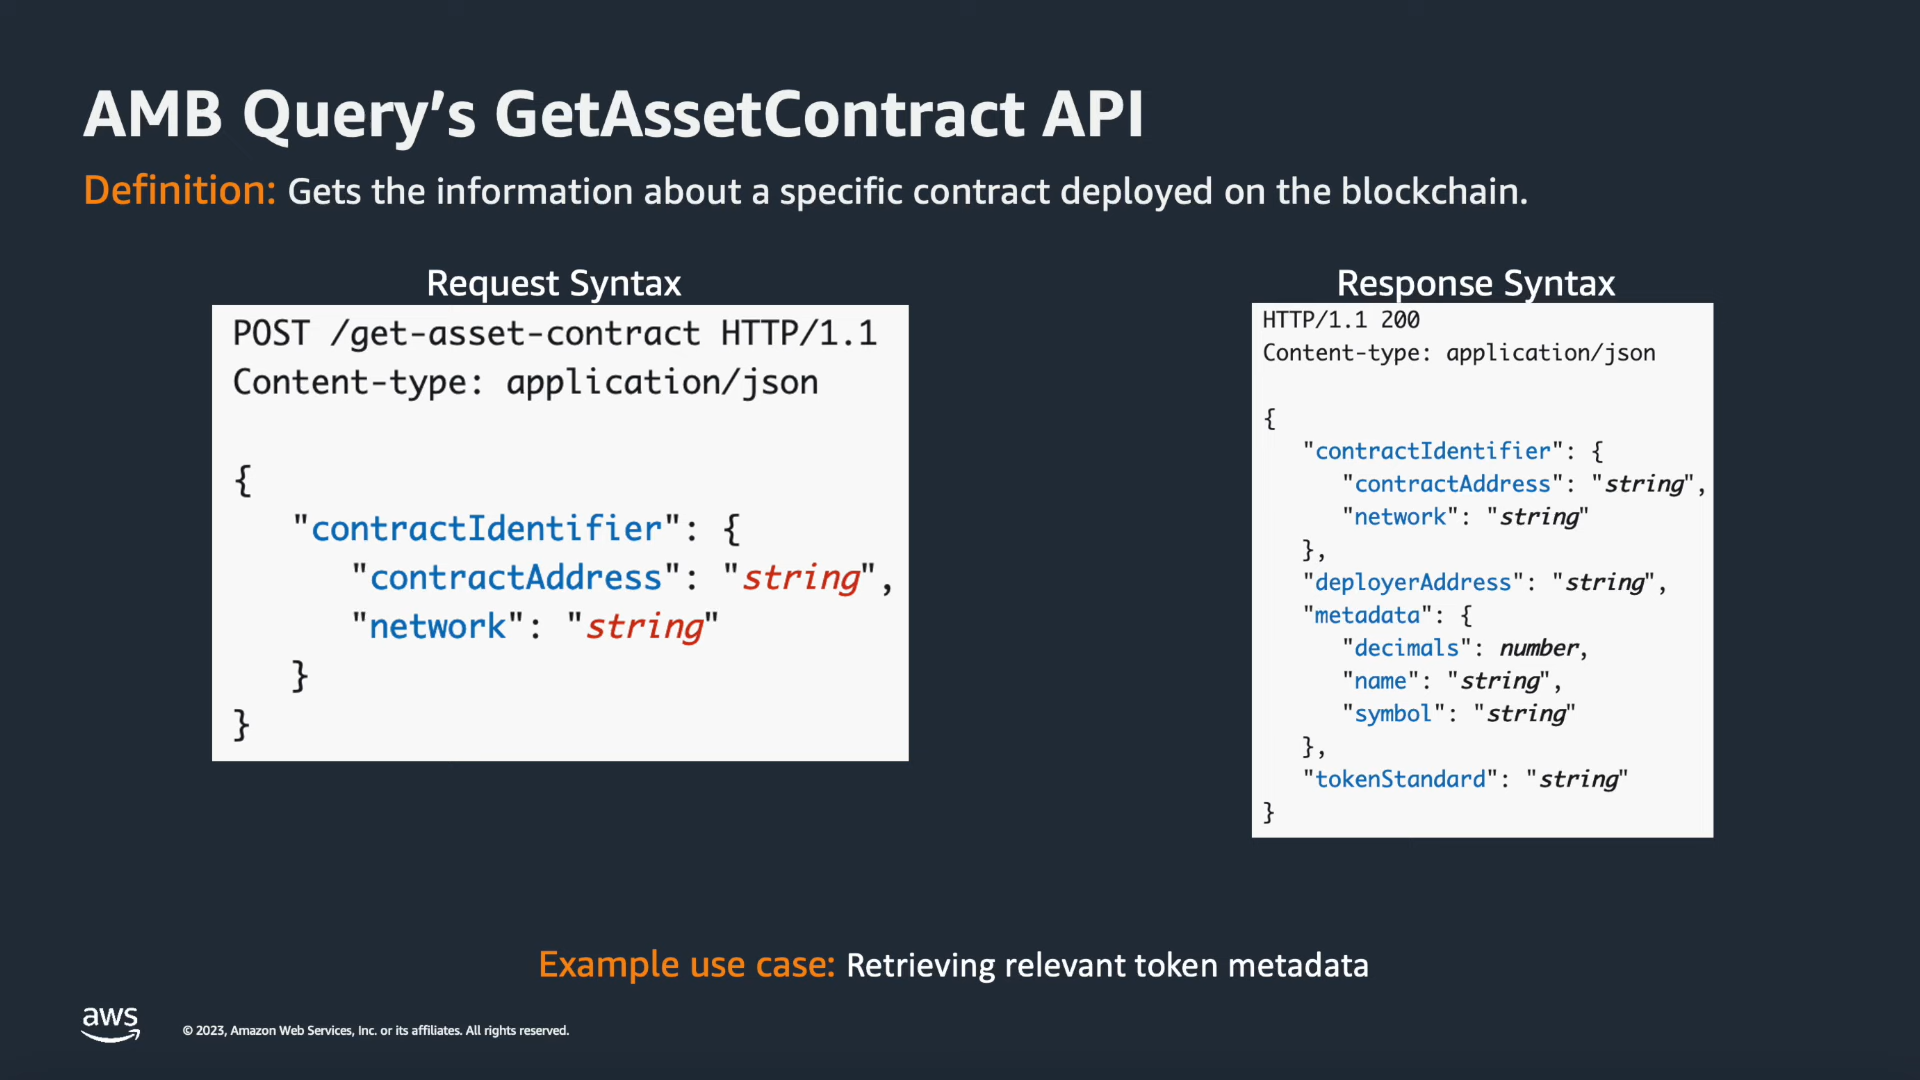 AMB Query’s GetAssetContract API
Definition: Gets the information about a specific contract deployed on the blockchain.
Request Syntax
POST /get-asset-contract HTTP/1.1
Content-type: application/json
{
   "contractIdentifier": {
      "contractAddress": "string",
      "network": "string"
   }
}
Response Syntax
HTTP/1.1 200
Content-type: application/json
{
   "contractIdentifier": {
      "contractAddress": "string",
      "network": "string"
   },
   "deployerAddress": "string",
   "metadata": {
      "decimals": number,
      "name": "string",
      "symbol": "string"
   },
   "tokenStandard": "string"
}
Example use case: Retrieving relevant token metadata
aws
© 2023, Amazon Web Services, Inc. or its affiliates. All rights reserved.